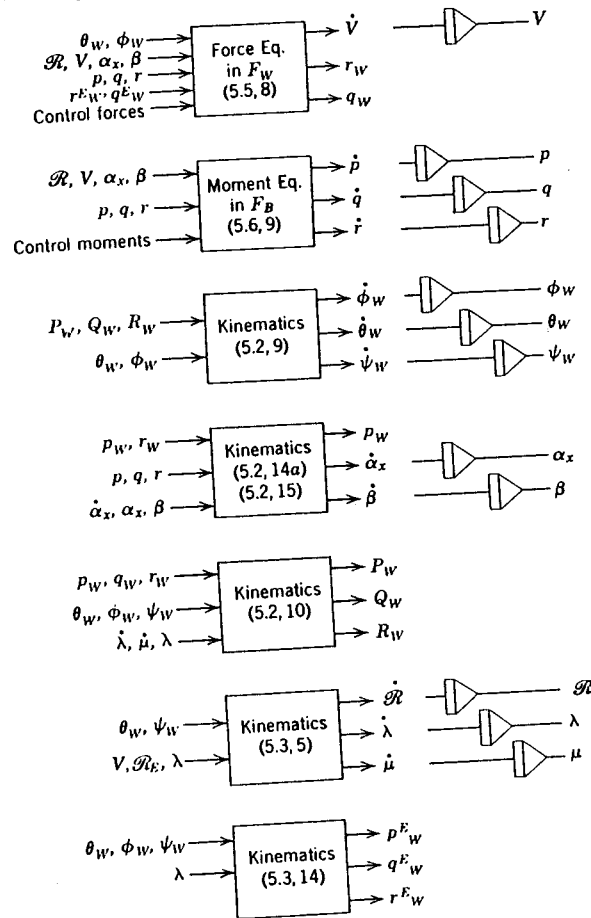 θ_W, ϕ_W
ℛ, V, α_x, β
p, q, r
r^E_W, q^E_W
Control forces
Force Eq.
in F_W
(5.5, 8)
V̇
r_W
q_W
V
ℛ, V, α_x, β
p, q, r
Control moments
Moment Eq.
in F_B
(5.6, 9)
ṗ
q̇
ṙ
p
q
r
P_W, Q_W, R_W
θ_W, ϕ_W
Kinematics
(5.2, 9)
ϕ̇_W
θ̇_W
ψ̇_W
ϕ_W
θ_W
ψ_W
p_W, r_W
p, q, r
α̇_x, α_x, β
Kinematics
(5.2, 14a)
(5.2, 15)
p_W
α̇_x
β̇
α_x
β
p_W, q_W, r_W
θ_W, ϕ_W, ψ_W
λ̇, μ̇, λ
Kinematics
(5.2, 10)
P_W
Q_W
R_W
θ_W, ψ_W
V, ℛ_E, λ
Kinematics
(5.3, 5)
ℛ̇
λ̇
μ̇
ℛ
λ
μ
θ_W, ϕ_W, ψ_W
λ
Kinematics
(5.3, 14)
p^E_W
q^E_W
r^E_W